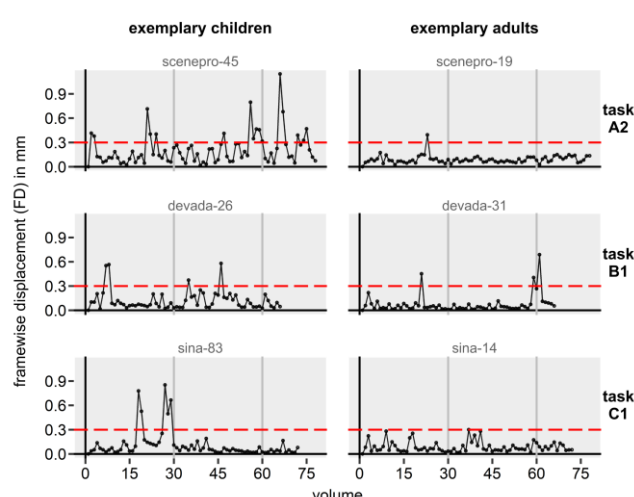 exemplary children
exemplary adults
scenepro-45
scenepro-19
0.9
0.6
0.3
0.0
task
A2
devada-26
devada-31
0.9
0.6
0.3
0.0
task
B1
sina-83
sina-14
0.9
0.6
0.3
0.0
task
C1
framewise displacement (FD) in mm
0 15 30 45 60 75
0 15 30 45 60 75
volume